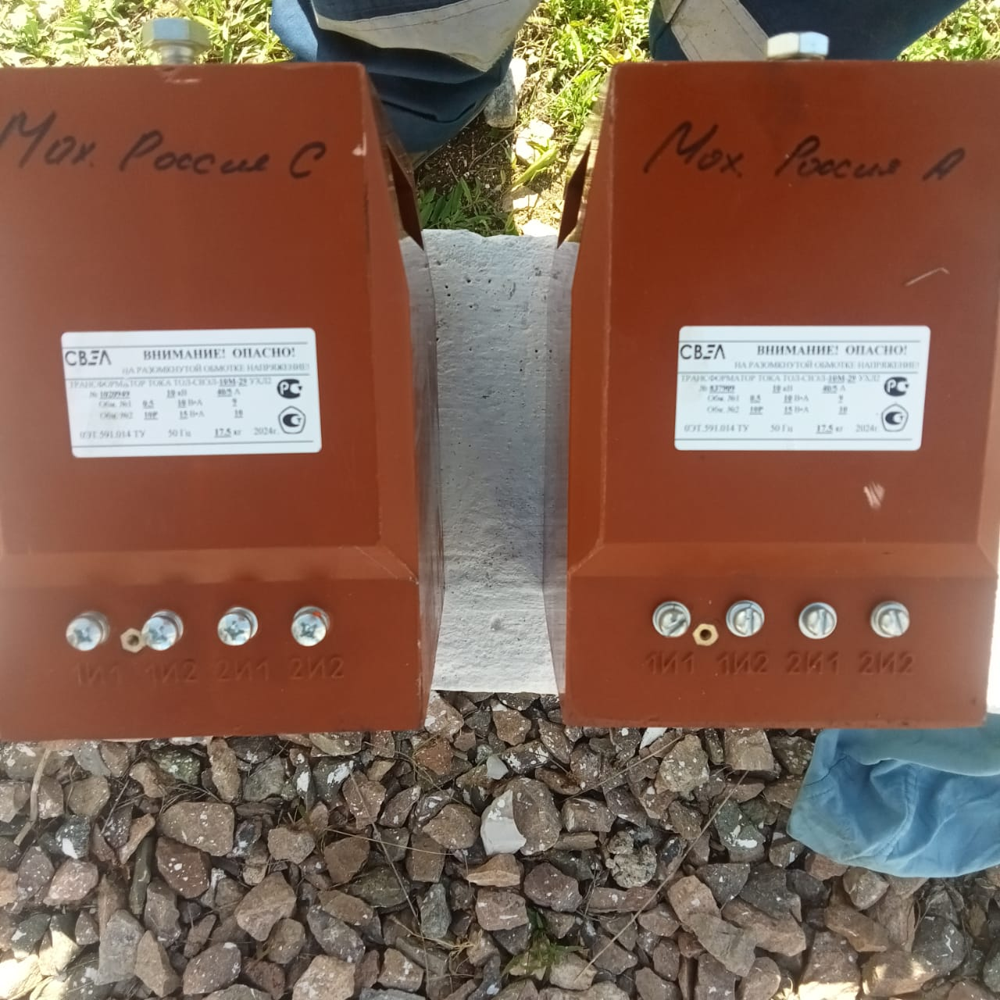 Мох. Россия С
СВЭЛ ВНИМАНИЕ! ОПАСНО!
НА РАЗОМКНУТОЙ ОБМОТКЕ НАПРЯЖЕНИЕ!
ТРАНСФОРМАТОР ТОКА ТОЛ-СВЭЛ-10М-29 УХЛ2
№ 1020949 10 кВ 40/5 А
Обм. №1 0.5 10 В•А 9
Обм. №2 10Р 15 В•А 10
0ЭТ.591.014 ТУ 50 Гц 17.5 кг 2024г.
1И1 1И2 2И1 2И2
Мох. Россия А
СВЭЛ ВНИМАНИЕ! ОПАСНО!
НА РАЗОМКНУТОЙ ОБМОТКЕ НАПРЯЖЕНИЕ!
ТРАНСФОРМАТОР ТОКА ТОЛ-СВЭЛ-10М-29 УХЛ2
№ 837909 10 кВ 40/5 А
Обм. №1 0.5 10 В•А 9
Обм. №2 10Р 15 В•А 10
0ЭТ.591.014 ТУ 50 Гц 17.5 кг 2024г.
1И1 1И2 2И1 2И2